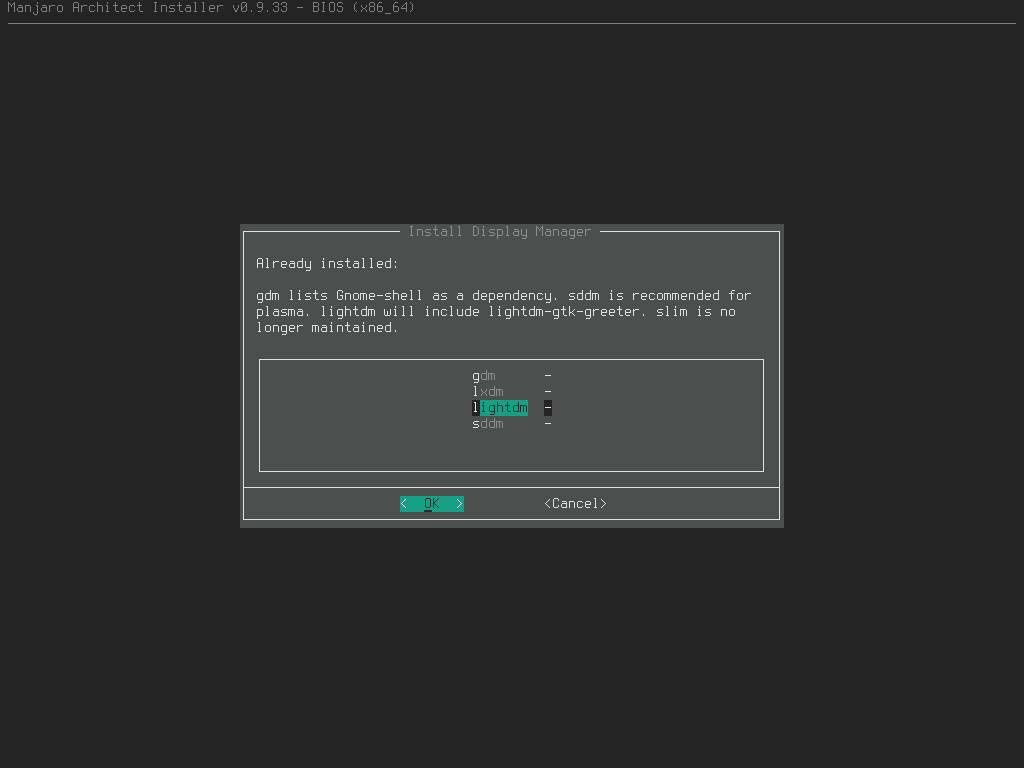 Manjaro Architect Installer v0.9.33 - BIOS (x86_64)
Install Display Manager
Already installed:
gdm lists Gnome-shell as a dependency. sddm is recommended for
plasma. lightdm will include lightdm-gtk-greeter. slim is no
longer maintained.
gdm -
lxdm -
lightdm -
sddm -
< OK > <Cancel>